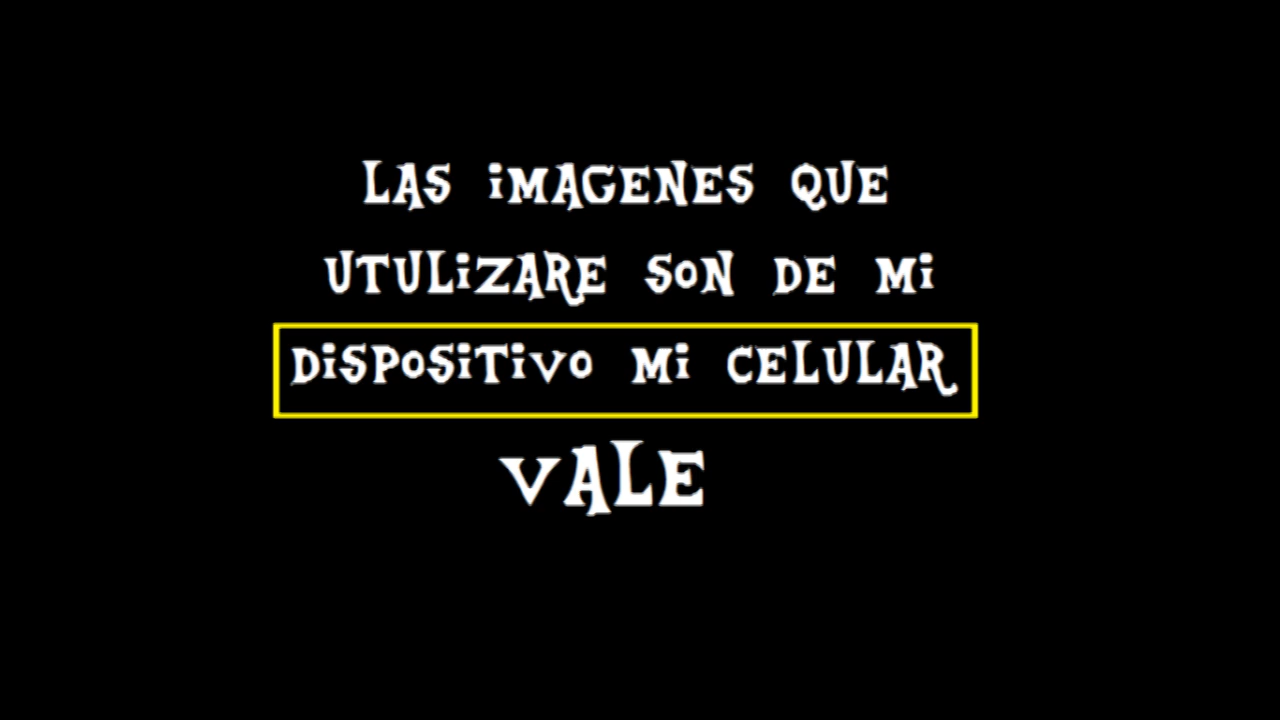 LAS iMAGENES QUE
UTULiZARE SON DE Mi
DiSPOSiTiVO Mi CELULAR
VALE